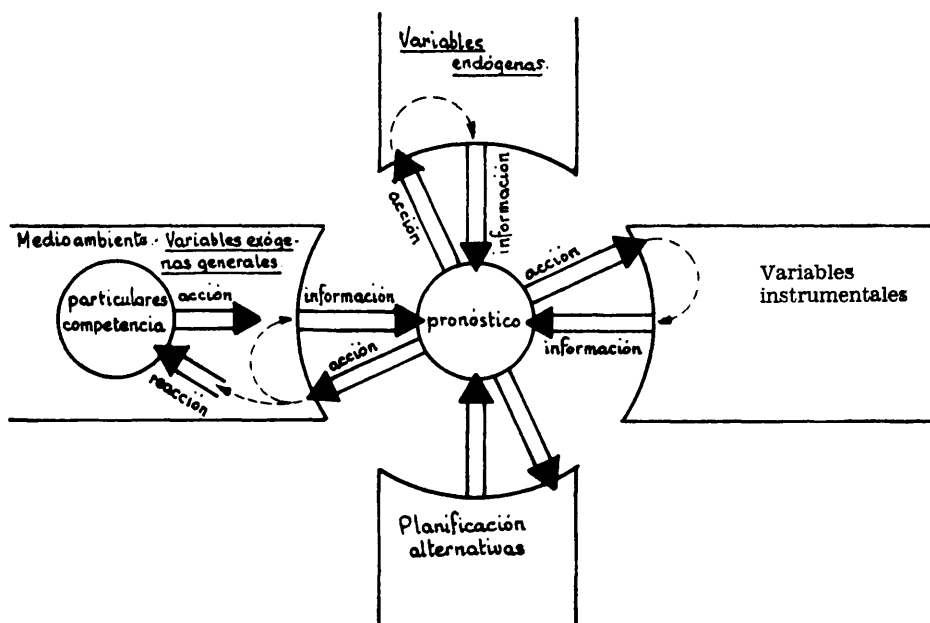 Variables
endógenas.
acción
información
Medioambiente. Variables exóge-
nas generales
particulares
competencia
acción
reacción
información
acción
pronóstico
acción
información
Variables
instrumentales
Planificación
alternativas